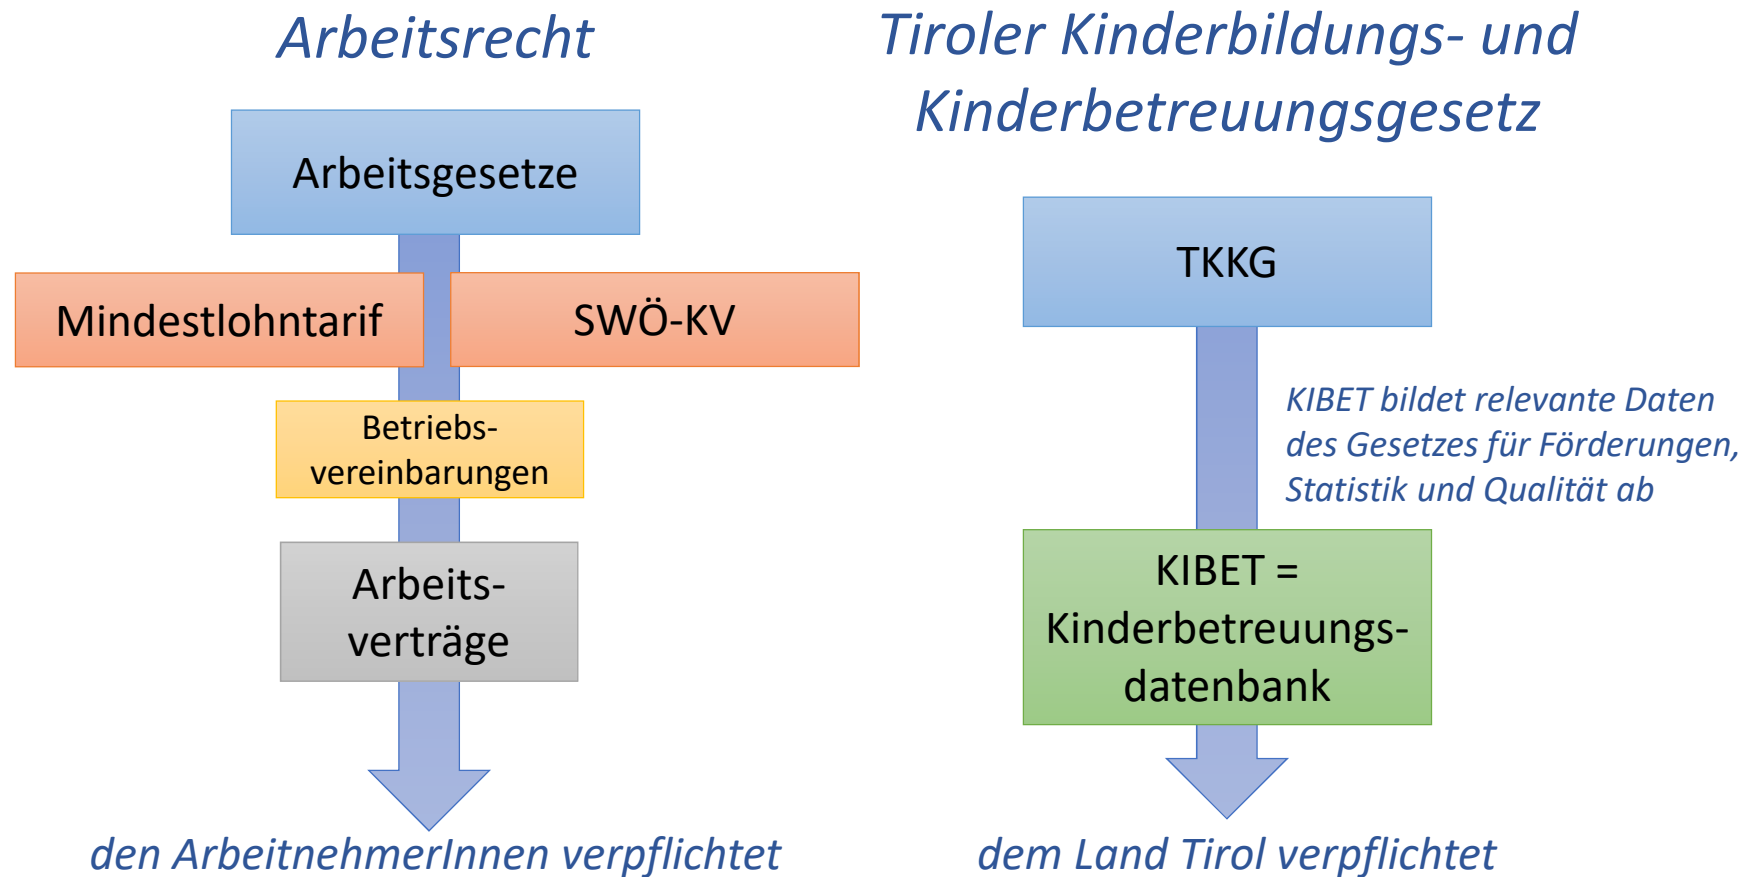 Arbeitsrecht
Arbeitsgesetze
Mindestlohntarif
SWÖ-KV
Betriebs-
vereinbarungen
Arbeits-
verträge
den ArbeitnehmerInnen verpflichtet
Tiroler Kinderbildungs- und
Kinderbetreuungsgesetz
TKKG
KIBET bildet relevante Daten
des Gesetzes für Förderungen,
Statistik und Qualität ab
KIBET =
Kinderbetreuungs-
datenbank
dem Land Tirol verpflichtet